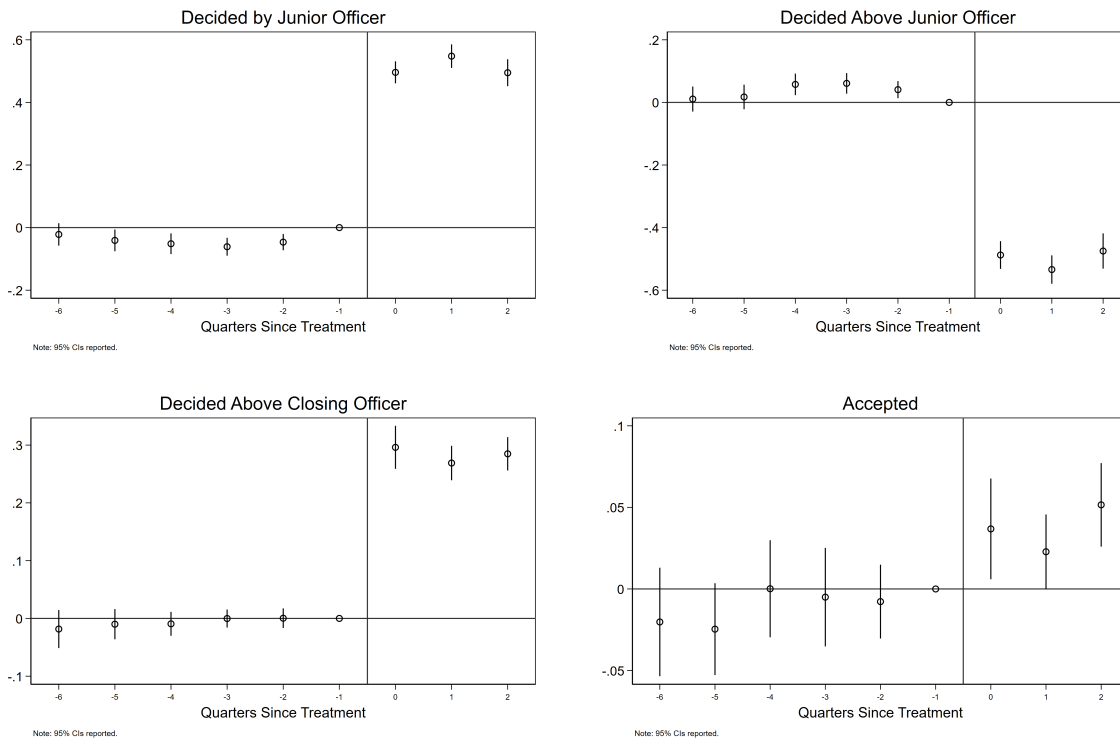 Decided by Junior Officer
.6
.4
.2
0
-.2
-6 -5 -4 -3 -2 -1 0 1 2
Quarters Since Treatment
Note: 95% CIs reported.
Decided Above Junior Officer
.2
0
-.2
-.4
-.6
-6 -5 -4 -3 -2 -1 0 1 2
Quarters Since Treatment
Note: 95% CIs reported.
Decided Above Closing Officer
.3
.2
.1
0
-.1
-6 -5 -4 -3 -2 -1 0 1 2
Quarters Since Treatment
Note: 95% CIs reported.
Accepted
.1
.05
0
-.05
-6 -5 -4 -3 -2 -1 0 1 2
Quarters Since Treatment
Note: 95% CIs reported.